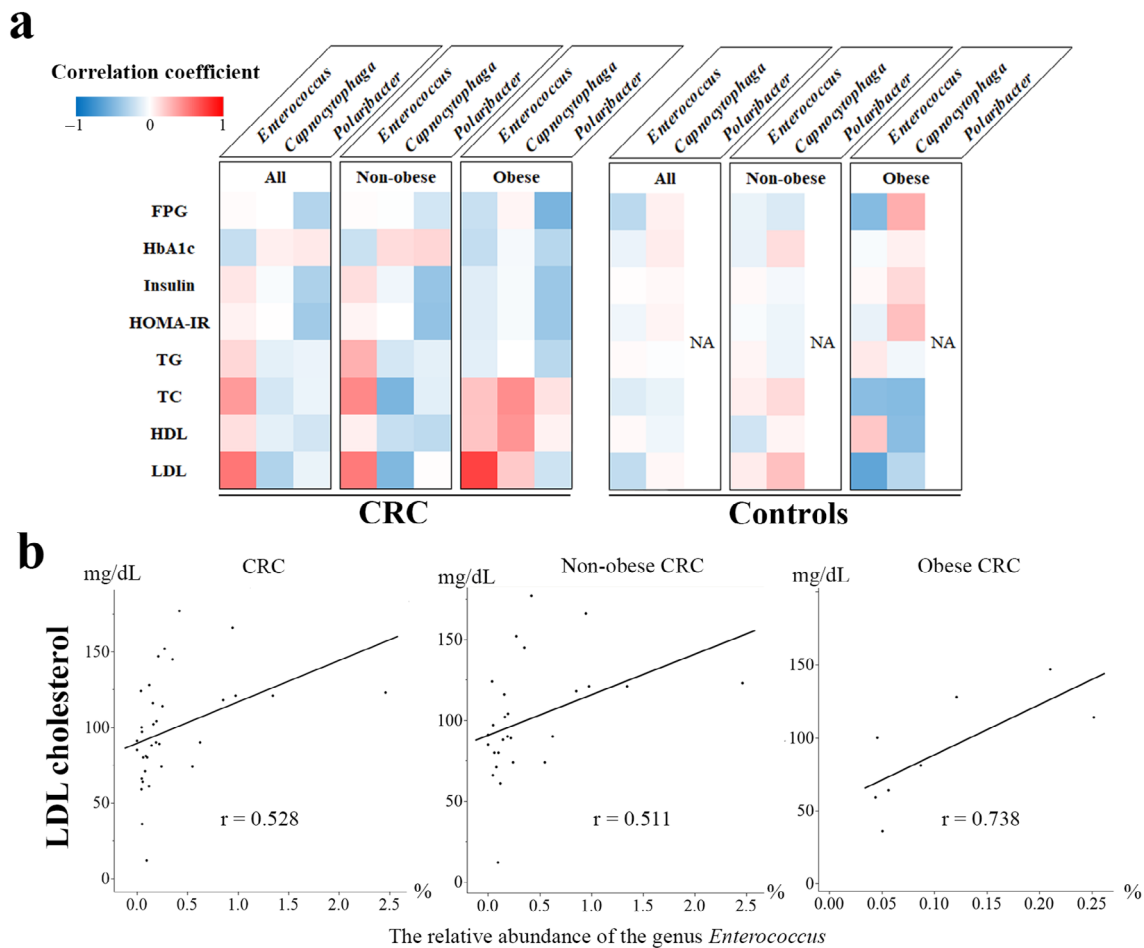 a
Correlation coefficient
−1 0 1
Enterococcus Capnocytophaga Polaribacter Enterococcus Capnocytophaga Polaribacter Enterococcus Capnocytophaga Polaribacter Enterococcus Capnocytophaga Polaribacter Enterococcus Capnocytophaga Polaribacter Enterococcus Capnocytophaga Polaribacter
All Non-obese Obese All Non-obese Obese
FPG
HbA1c
Insulin
HOMA-IR
NA NA NA
TG
TC
HDL
LDL
CRC Controls
b
CRC Non-obese CRC Obese CRC
mg/dL mg/dL mg/dL
LDL cholesterol
150 150 150
100 100 100
50 50 50
0 0 0
r = 0.528 r = 0.511 r = 0.738
0.0 0.5 1.0 1.5 2.0 2.5 % 0.0 0.5 1.0 1.5 2.0 2.5 % 0.00 0.05 0.10 0.15 0.20 0.25 %
The relative abundance of the genus Enterococcus